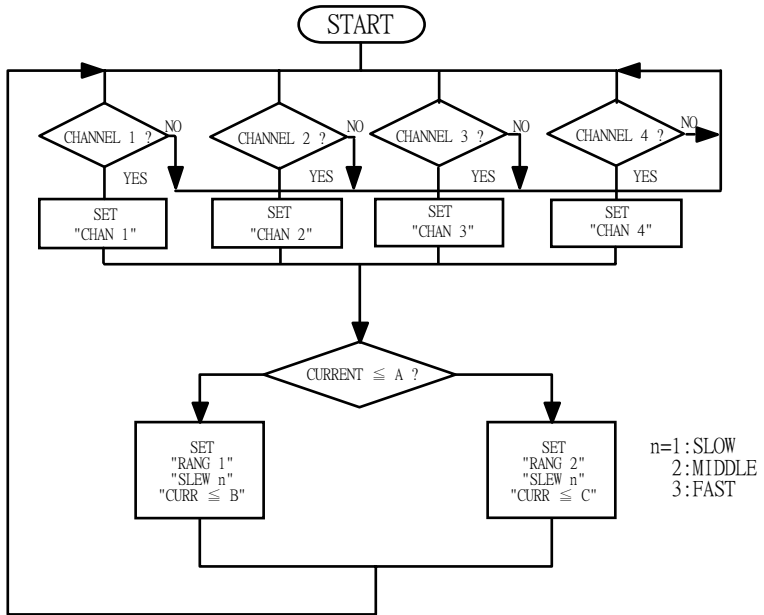 START
CHANNEL 1 ?
NO
CHANNEL 2 ?
NO
CHANNEL 3 ?
NO
CHANNEL 4 ?
NO
YES
YES
YES
YES
SET
"CHAN 1"
SET
"CHAN 2"
SET
"CHAN 3"
SET
"CHAN 4"
CURRENT ≦ A ?
SET
"RANG 1"
"SLEW n"
"CURR ≦ B"
SET
"RANG 2"
"SLEW n"
"CURR ≦ C"
n=1:SLOW
2:MIDDLE
3:FAST